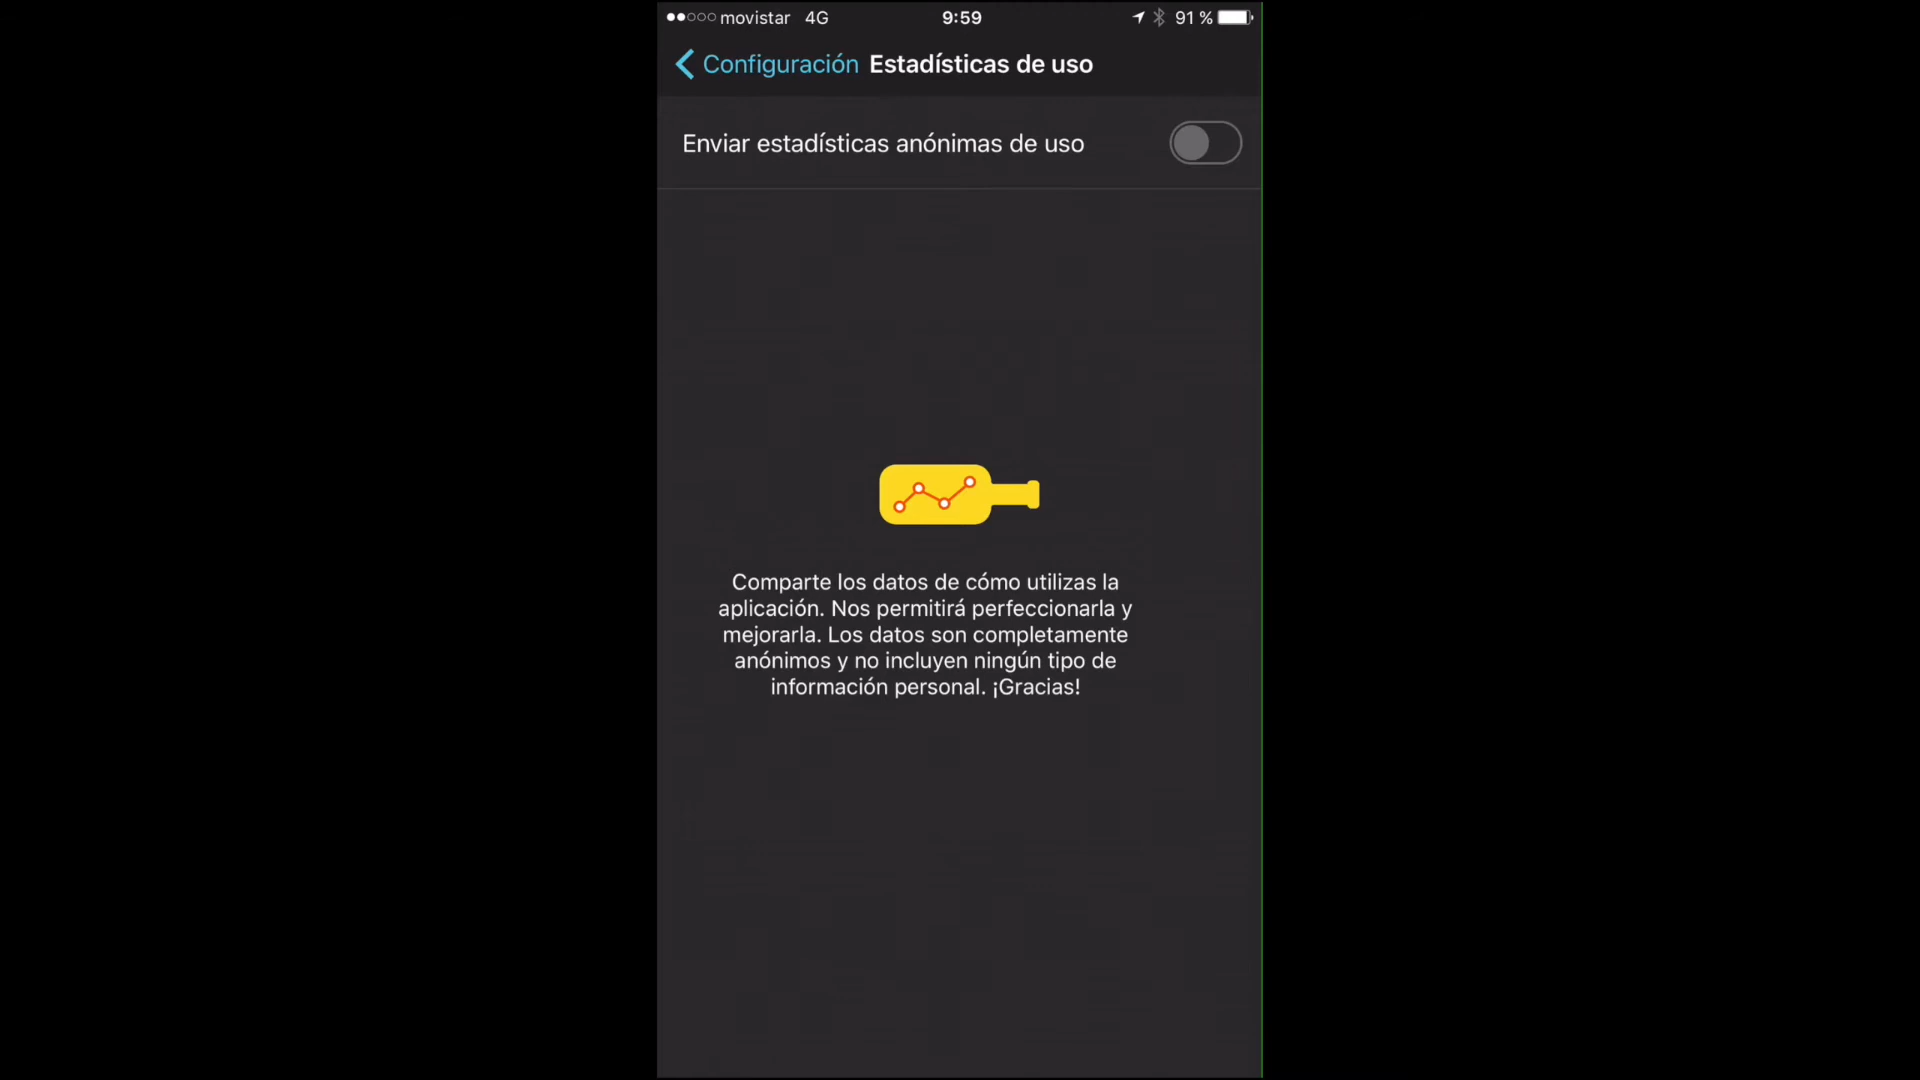 movistar 4G 9:59 91 %
Configuración Estadísticas de uso
Enviar estadísticas anónimas de uso
Comparte los datos de cómo utilizas la
aplicación. Nos permitirá perfeccionarla y
mejorarla. Los datos son completamente
anónimos y no incluyen ningún tipo de
información personal. ¡Gracias!